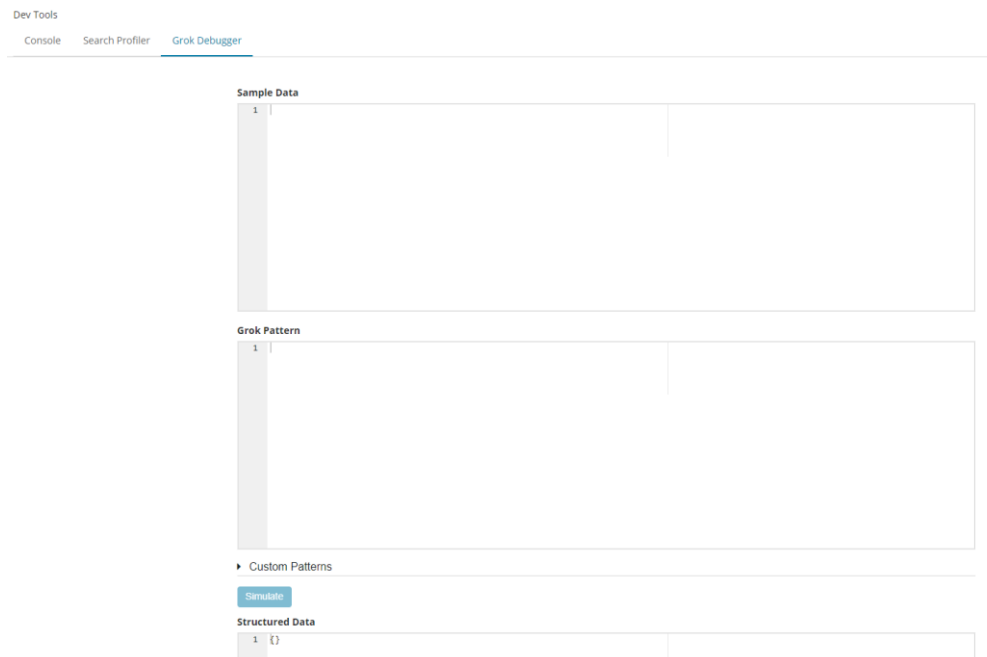 Dev Tools
Console Search Profiler Grok Debugger
Sample Data
1
Grok Pattern
1
Custom Patterns
Simulate
Structured Data
1 {}